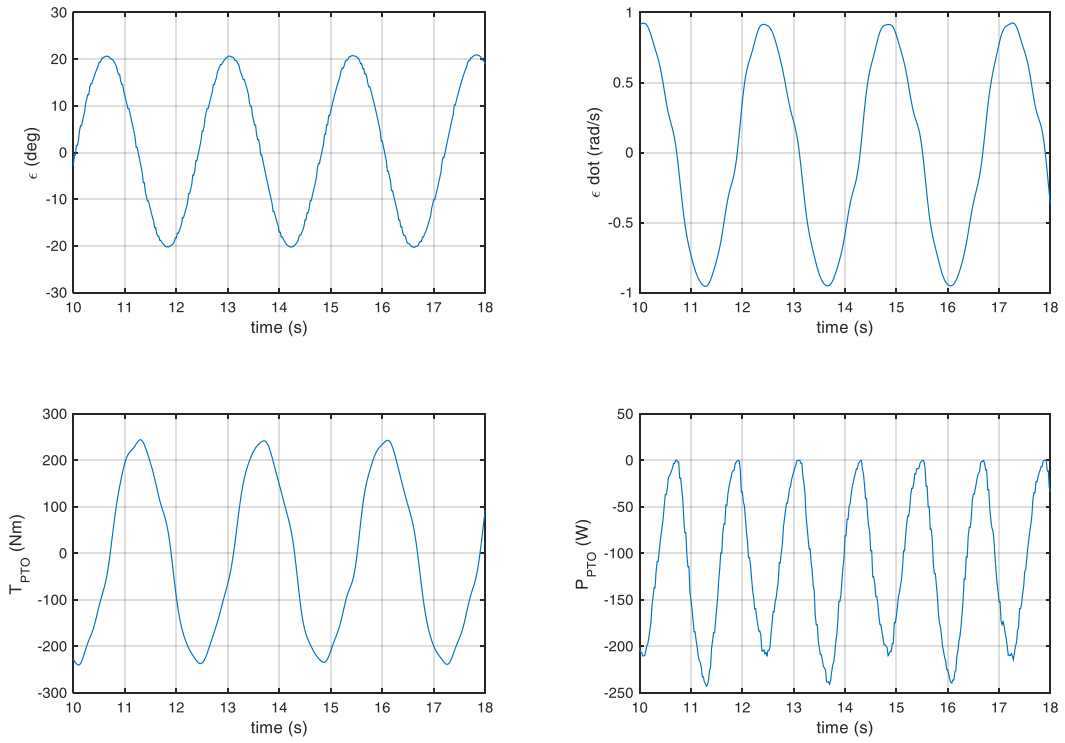 30
20
10
0
-10
-20
-30
ϵ (deg)
10 11 12 13 14 15 16 17 18
time (s)
1
0.5
0
-0.5
-1
ϵ dot (rad/s)
10 11 12 13 14 15 16 17 18
time (s)
300
200
100
0
-100
-200
-300
T_PTO (Nm)
10 11 12 13 14 15 16 17 18
time (s)
50
0
-50
-100
-150
-200
-250
P_PTO (W)
10 11 12 13 14 15 16 17 18
time (s)